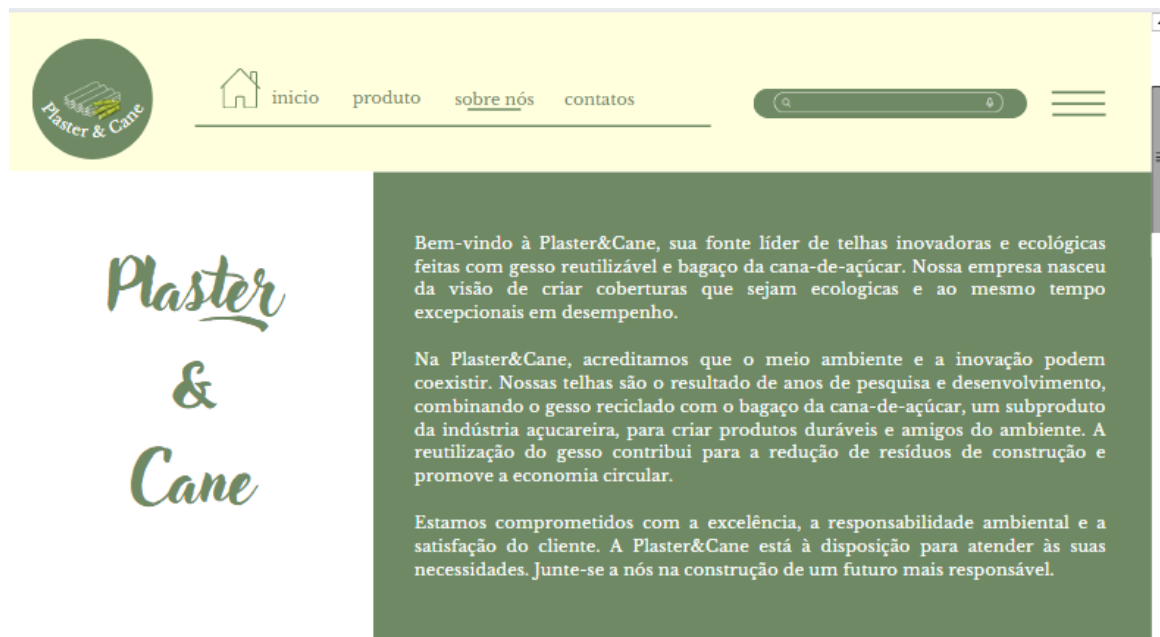 Plaster & Cane
inicio produto sobre nós contatos
Plaster
&
Cane
Bem-vindo à Plaster&Cane, sua fonte líder de telhas inovadoras e ecológicas
feitas com gesso reutilizável e bagaço da cana-de-açúcar. Nossa empresa nasceu
da visão de criar coberturas que sejam ecologicas e ao mesmo tempo
excepcionais em desempenho.
Na Plaster&Cane, acreditamos que o meio ambiente e a inovação podem
coexistir. Nossas telhas são o resultado de anos de pesquisa e desenvolvimento,
combinando o gesso reciclado com o bagaço da cana-de-açúcar, um subproduto
da indústria açucareira, para criar produtos duráveis e amigos do ambiente. A
reutilização do gesso contribui para a redução de resíduos de construção e
promove a economia circular.
Estamos comprometidos com a excelência, a responsabilidade ambiental e a
satisfação do cliente. A Plaster&Cane está à disposição para atender às suas
necessidades. Junte-se a nós na construção de um futuro mais responsável.